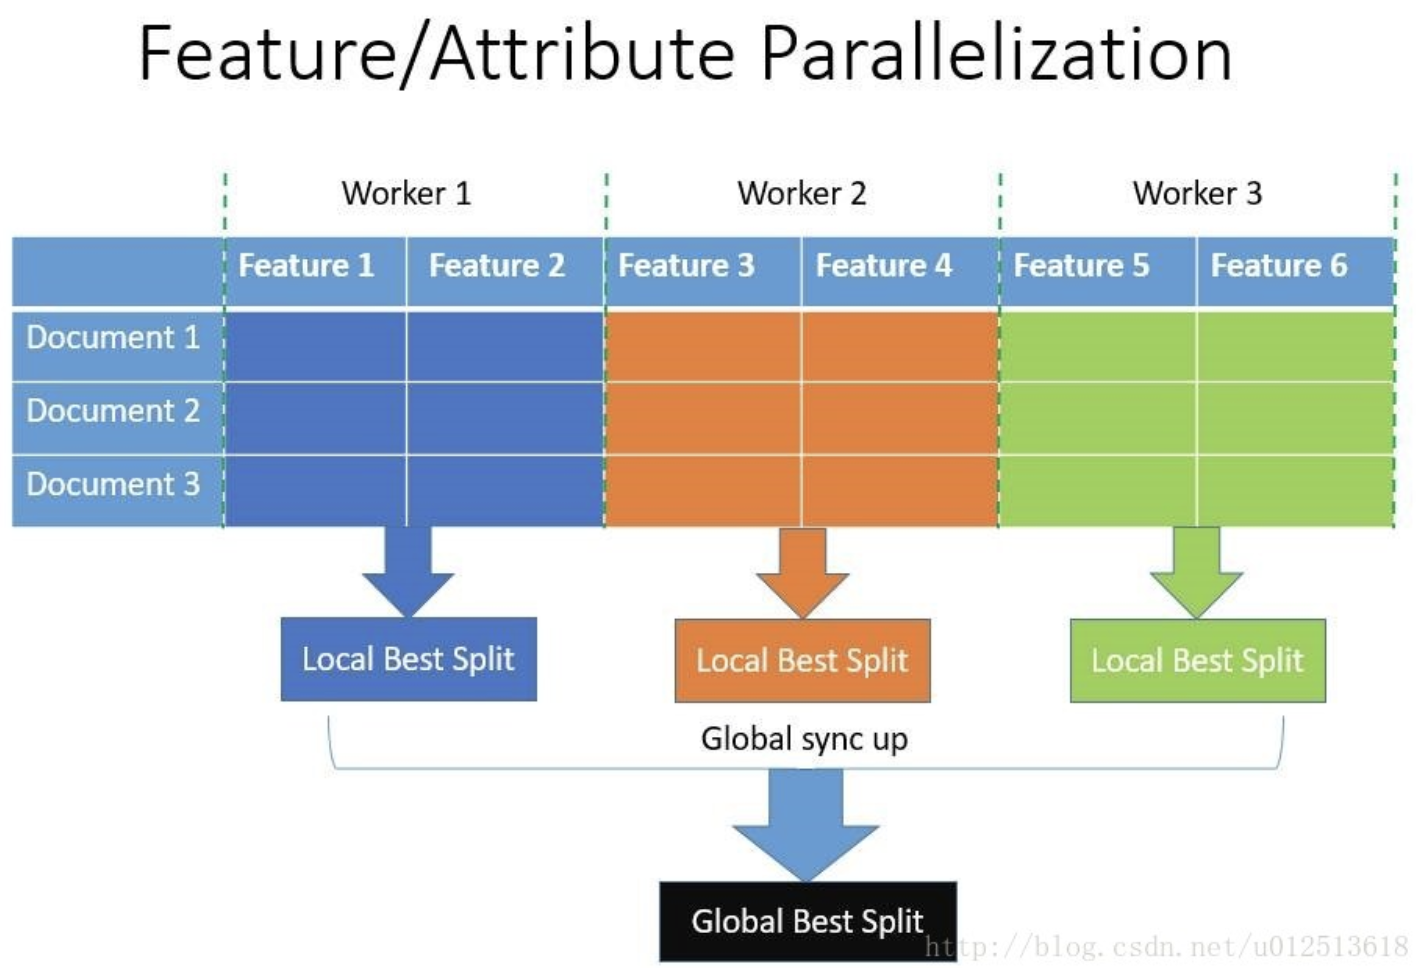 Feature/Attribute Parallelization
Worker 1 Worker 2 Worker 3
Feature 1 Feature 2 Feature 3 Feature 4 Feature 5 Feature 6
Document 1
Document 2
Document 3
Local Best Split Local Best Split Local Best Split
Global sync up
Global Best Split
http://blog.csdn.net/u012513618